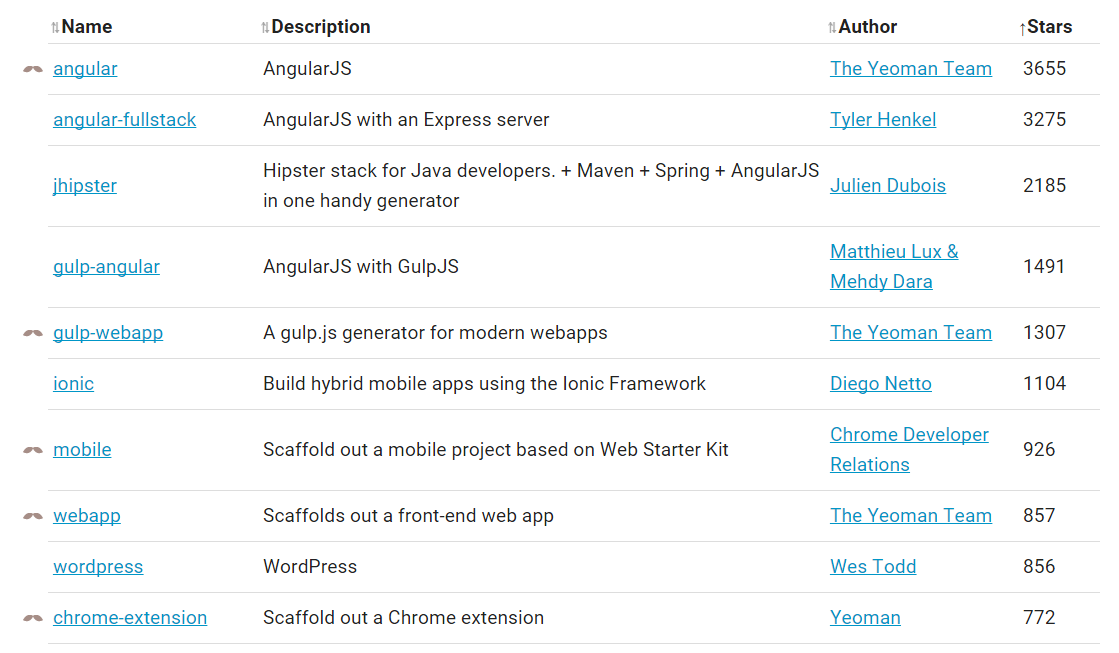 Name Description Author Stars
angular AngularJS The Yeoman Team 3655
angular-fullstack AngularJS with an Express server Tyler Henkel 3275
jhipster Hipster stack for Java developers. + Maven + Spring + AngularJS
in one handy generator Julien Dubois 2185
gulp-angular AngularJS with GulpJS Matthieu Lux &
Mehdy Dara 1491
gulp-webapp A gulp.js generator for modern webapps The Yeoman Team 1307
ionic Build hybrid mobile apps using the Ionic Framework Diego Netto 1104
mobile Scaffold out a mobile project based on Web Starter Kit Chrome Developer
Relations 926
webapp Scaffolds out a front-end web app The Yeoman Team 857
wordpress WordPress Wes Todd 856
chrome-extension Scaffold out a Chrome extension Yeoman 772